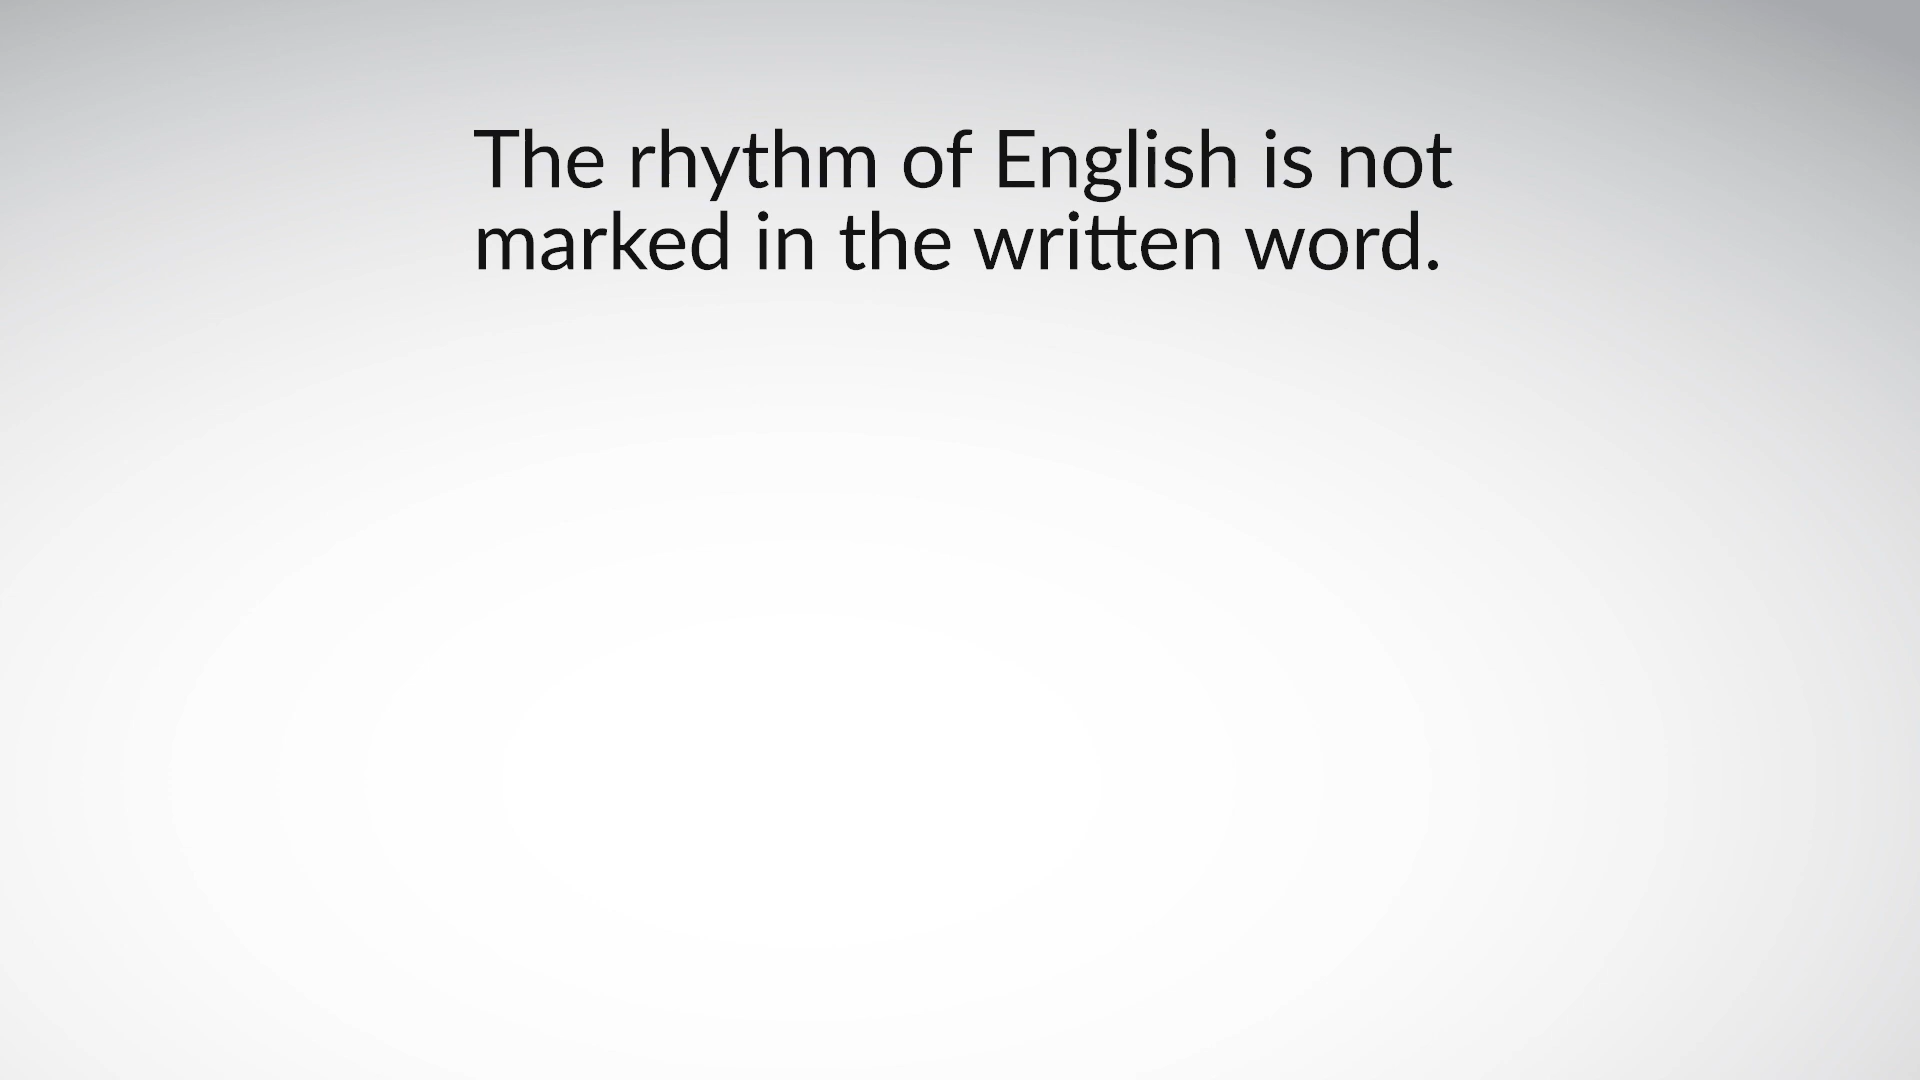 The rhythm of English is not
marked in the written word.